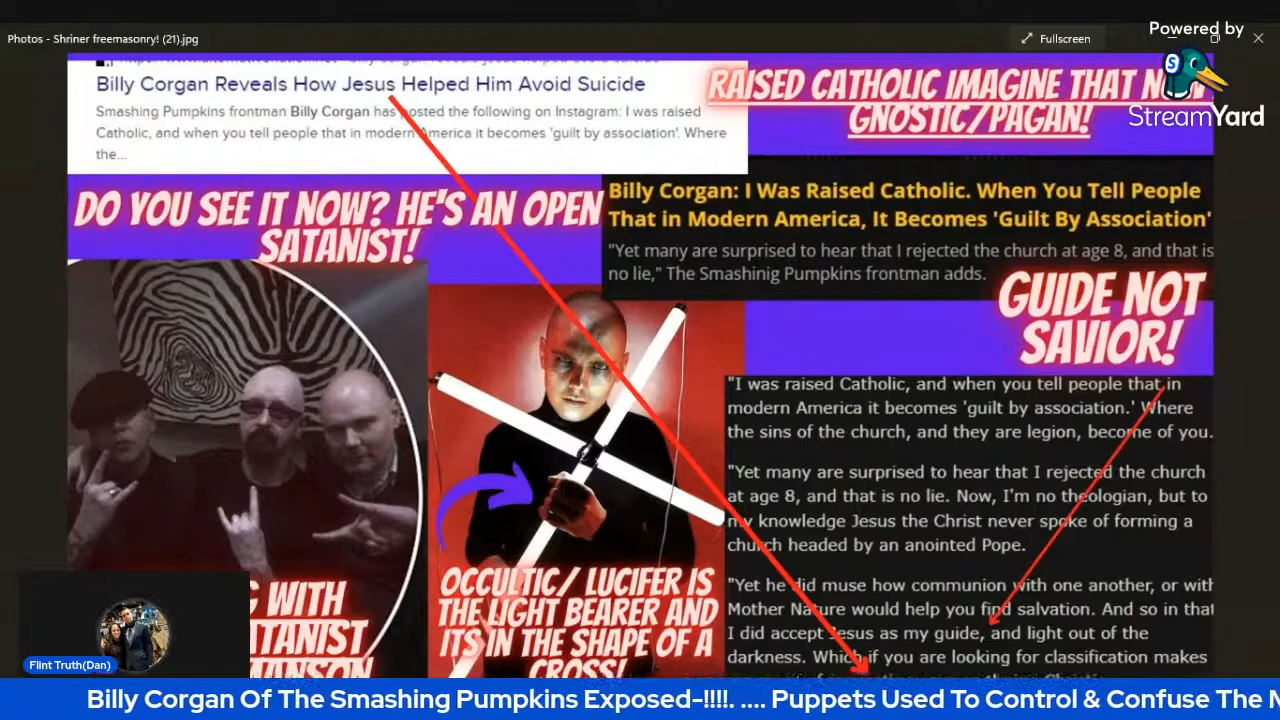 Photos - Shriner freemasonry! (21).jpg
Fullscreen
Powered by
StreamYard
Billy Corgan Reveals How Jesus Helped Him Avoid Suicide
Smashing Pumpkins frontman Billy Corgan has posted the following on Instagram: I was raised
Catholic, and when you tell people that in modern America it becomes 'guilt by association'. Where
the...
RAISED CATHOLIC IMAGINE THAT NOW
GNOSTIC/PAGAN!
DO YOU SEE IT NOW? HE'S AN OPEN
SATANIST!
Billy Corgan: I Was Raised Catholic. When You Tell People
That in Modern America, It Becomes 'Guilt By Association'
"Yet many are surprised to hear that I rejected the church at age 8, and that is
no lie," The Smashinig Pumpkins frontman adds.
GUIDE NOT
SAVIOR!
"I was raised Catholic, and when you tell people that in
modern America it becomes 'guilt by association.' Where
the sins of the church, and they are legion, become of you.
"Yet many are surprised to hear that I rejected the church
at age 8, and that is no lie. Now, I'm no theologian, but to
my knowledge Jesus the Christ never spoke of forming a
church headed by an anointed Pope.
"Yet he did muse how communion with one another, or with
Mother Nature would help you find salvation. And so in that
I did accept Jesus as my guide, and light out of the
darkness. Which if you are looking for classification makes
G WITH
ATANIST
MANSON
OCCULTIC/ LUCIFER IS
THE LIGHT BEARER AND
ITS IN THE SHAPE OF A
CROSS!
Flint Truth(Dan)
Billy Corgan Of The Smashing Pumpkins Exposed-!!!!. .... Puppets Used To Control & Confuse The M